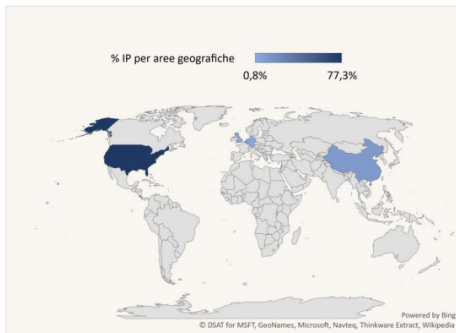 % IP per aree geografiche
0,8% 77,3%
Powered by Bing
© DSAT for MSFT, GeoNames, Microsoft, Navteq, Thinkware Extract, Wikipedia